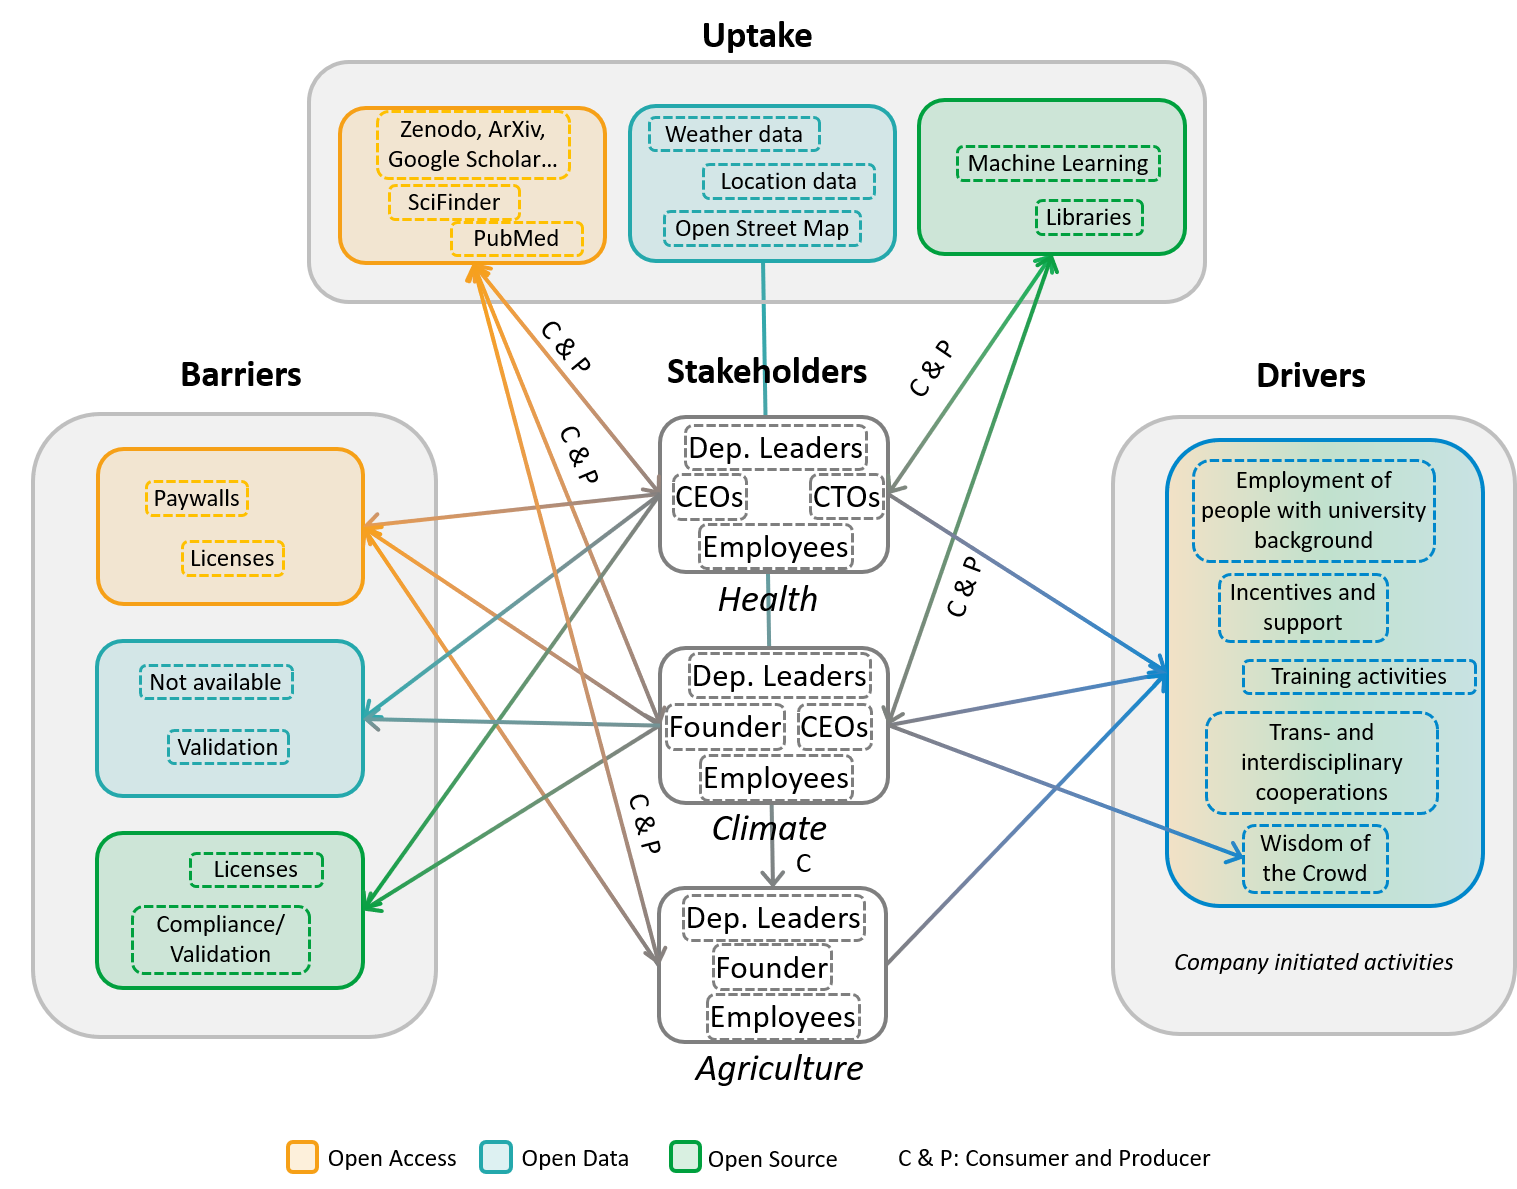 Uptake
Zenodo, ArXiv,
Google Scholar...
SciFinder
PubMed
Weather data
Location data
Open Street Map
Machine Learning
Libraries
C & P
C & P
C & P
C & P
C & P
Barriers
Paywalls
Licenses
Not available
Validation
Licenses
Compliance/
Validation
Stakeholders
Dep. Leaders
CEOs
CTOs
Employees
Health
Dep. Leaders
Founder
CEOs
Employees
Climate
C
Dep. Leaders
Founder
Employees
Agriculture
Drivers
Employment of
people with university
background
Incentives and
support
Training activities
Trans- and
interdisciplinary
cooperations
Wisdom of
the Crowd
Company initiated activities
Open Access
Open Data
Open Source
C & P: Consumer and Producer